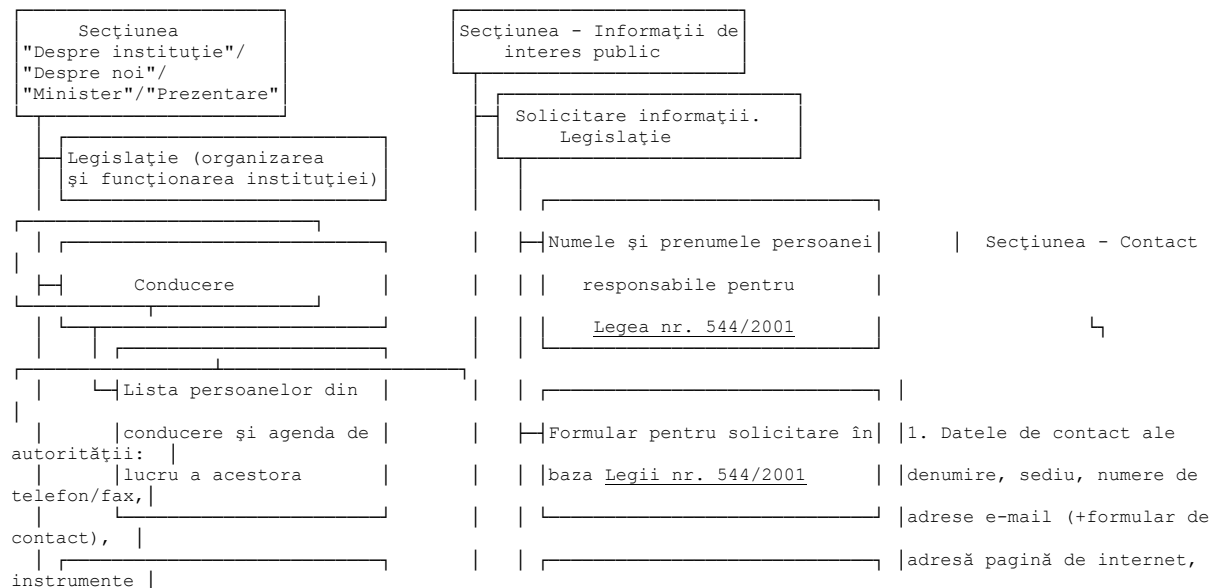 Secţiunea
"Despre instituţie"/
"Despre noi"/
"Minister"/"Prezentare"
Legislaţie (organizarea
şi funcţionarea instituţiei)
Conducere
Lista persoanelor din
conducere şi agenda de
lucru a acestora
Secţiunea - Informaţii de
interes public
Solicitare informaţii.
Legislaţie
Numele şi prenumele persoanei
responsabile pentru
Legea nr. 544/2001
Formular pentru solicitare în
baza Legii nr. 544/2001
Secţiunea - Contact
1. Datele de contact ale
autorităţii:
denumire, sediu, numere de
telefon/fax,
adrese e-mail (+formular de
contact),
adresă pagină de internet,
instrumente